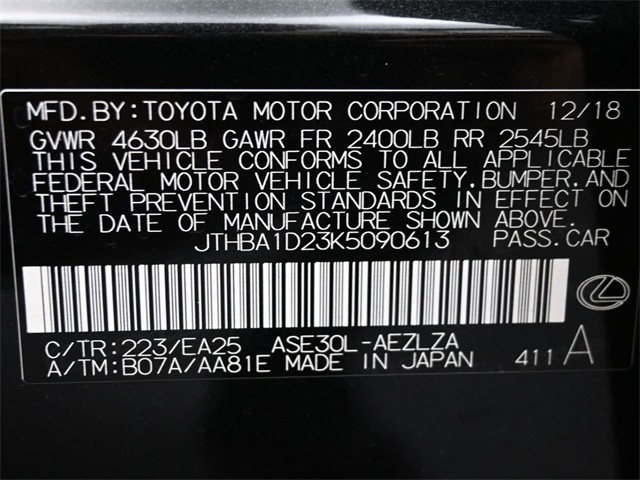 MFD.BY:TOYOTA MOTOR CORPORATION 12/18
GVWR 4630LB GAWR FR 2400LB RR 2545LB
THIS VEHICLE CONFORMS TO ALL APPLICABLE
FEDERAL MOTOR VEHICLE SAFETY,BUMPER,AND
THEFT PREVENTION STANDARDS IN EFFECT ON
THE DATE OF MANUFACTURE SHOWN ABOVE.
JTHBA1D23K5090613 PASS.CAR
C/TR:223/EA25 ASE30L-AEZLZA
A/TM:B07A/AA81E MADE IN JAPAN 411 A